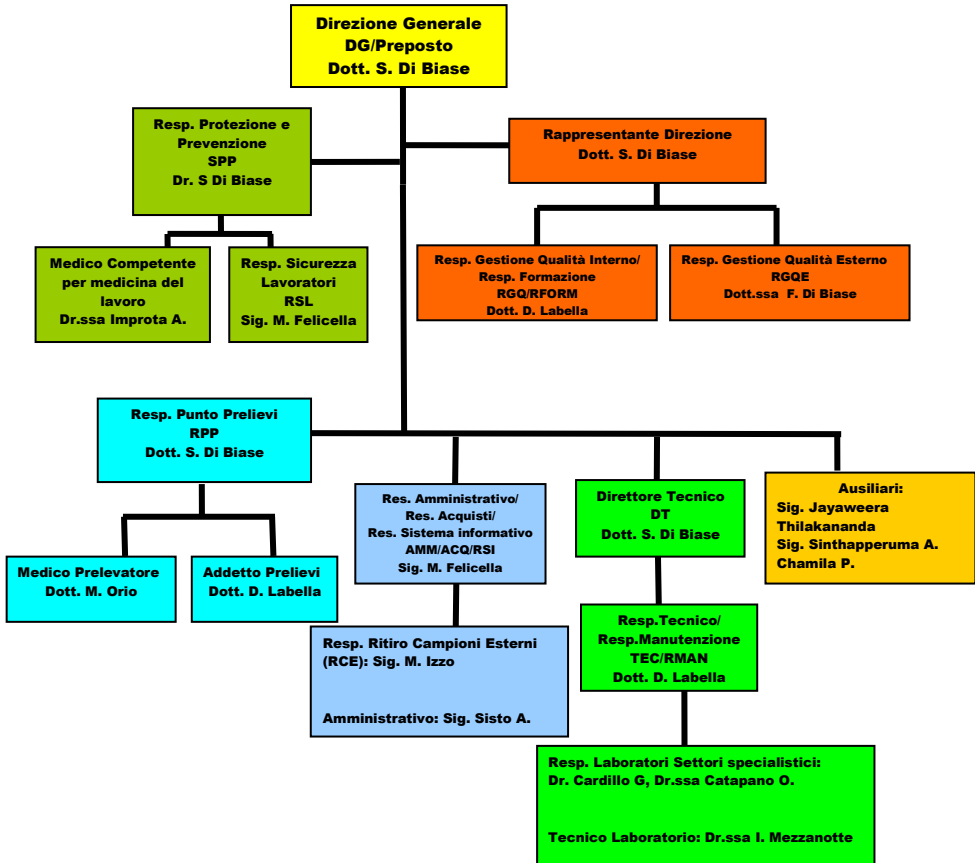 Direzione Generale
DG/Preposto
Dott. S. Di Biase
Resp. Protezione e
Prevenzione
SPP
Dr. S Di Biase
Rappresentante Direzione
Dott. S. Di Biase
Medico Competente
per medicina del
lavoro
Dr.ssa Improta A.
Resp. Sicurezza
Lavoratori
RSL
Sig. M. Felicella
Resp. Gestione Qualità Interno/
Resp. Formazione
RGQ/RFORM
Dott. D. Labella
Resp. Gestione Qualità Esterno
RGQE
Dott.ssa F. Di Biase
Resp. Punto Prelievi
RPP
Dott. S. Di Biase
Medico Prelevatore
Dott. M. Orio
Addetto Prelievi
Dott. D. Labella
Res. Amministrativo/
Res. Acquisti/
Res. Sistema informativo
AMM/ACQ/RSI
Sig. M. Felicella
Resp. Ritiro Campioni Esterni
(RCE): Sig. M. Izzo
Amministrativo: Sig. Sisto A.
Direttore Tecnico
DT
Dott. S. Di Biase
Resp.Tecnico/
Resp.Manutenzione
TEC/RMAN
Dott. D. Labella
Resp. Laboratori Settori specialistici:
Dr. Cardillo G, Dr.ssa Catapano O.
Tecnico Laboratorio: Dr.ssa I. Mezzanotte
Ausiliari:
Sig. Jayaweera
Thilakananda
Sig. Sinthapperuma A.
Chamila P.